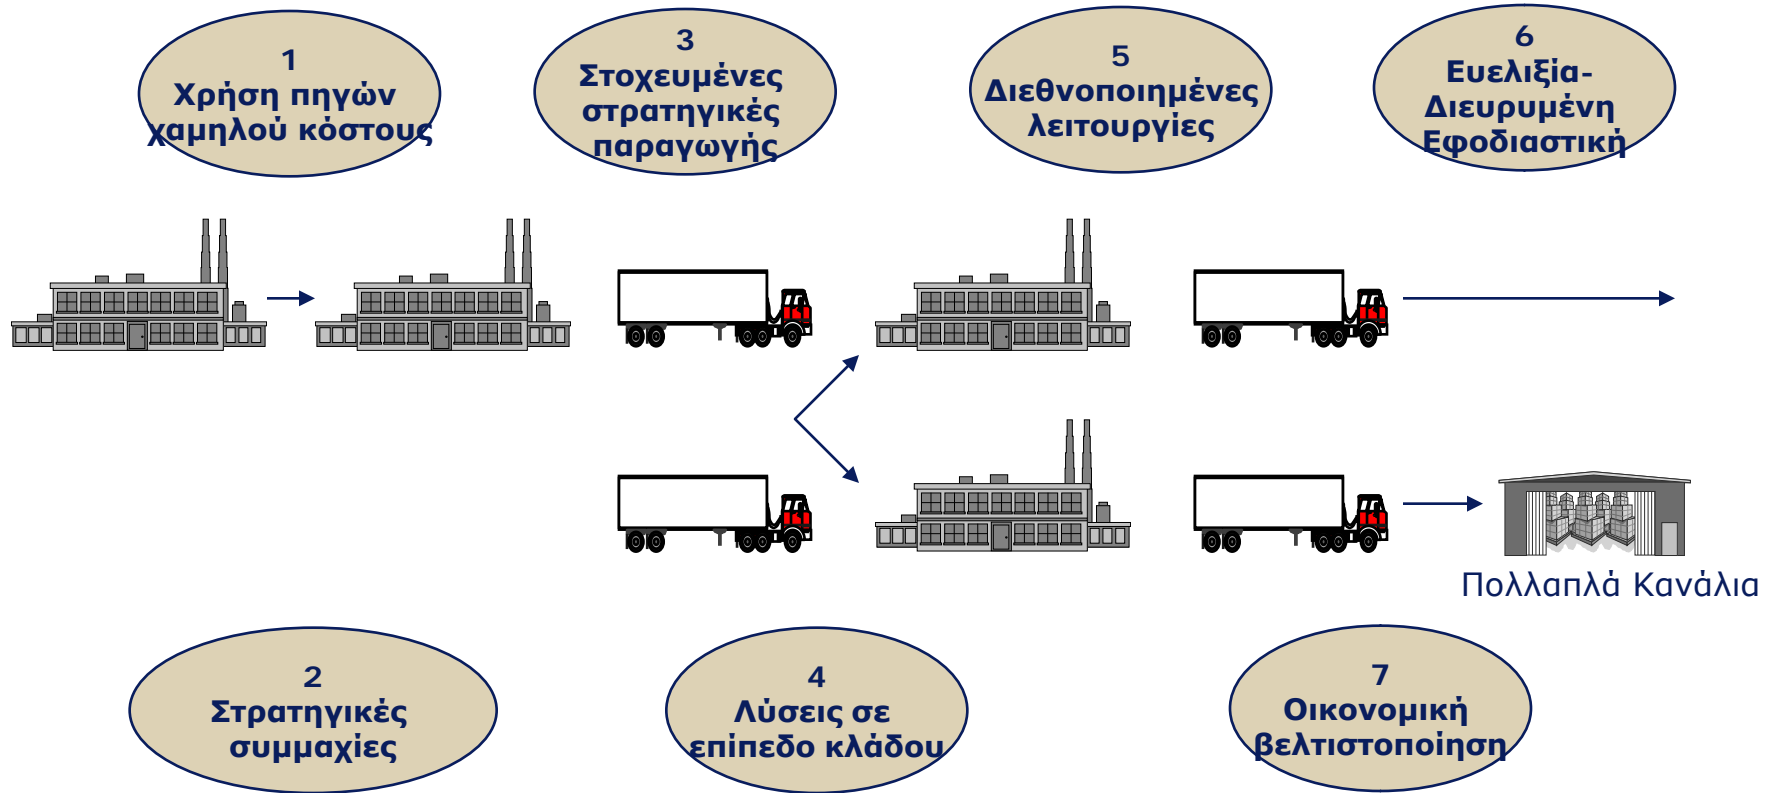 1
Χρήση πηγών
χαμηλού κόστους
3
Στοχευμένες
στρατηγικές
παραγωγής
5
Διεθνοποιημένες
λειτουργίες
6
Ευελιξία-
Διευρυμένη
Εφοδιαστική
Πολλαπλά Κανάλια
2
Στρατηγικές
συμμαχίες
4
Λύσεις σε
επίπεδο κλάδου
7
Οικονομική
βελτιστοποίηση